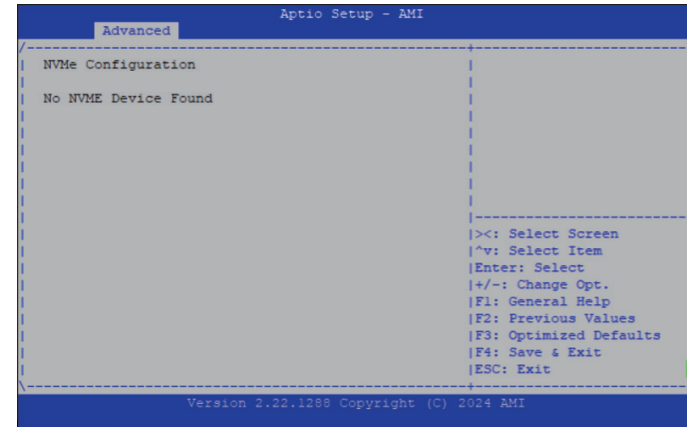 Aptio Setup - AMI
Advanced
NVMe Configuration
No NVME Device Found
><: Select Screen
^v: Select Item
Enter: Select
+/-: Change Opt.
F1: General Help
F2: Previous Values
F3: Optimized Defaults
F4: Save & Exit
ESC: Exit
Version 2.22.1288 Copyright (C) 2024 AMI